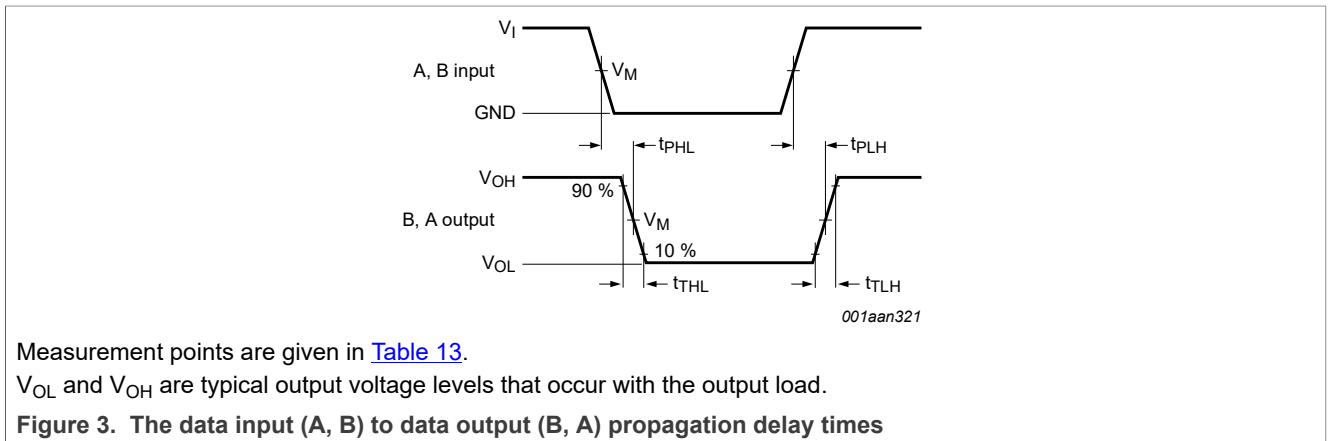 VI
A, B input
VM
GND
tPHL
tPLH
VOH
90 %
B, A output
VM
10 %
VOL
tTHL
tTLH
001aan321
Measurement points are given in Table 13.
VOL and VOH are typical output voltage levels that occur with the output load.
Figure 3. The data input (A, B) to data output (B, A) propagation delay times